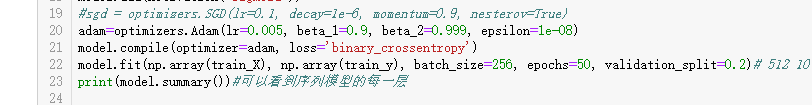 19 #sgd = optimizers.SGD(lr=0.1, decay=1e-6, momentum=0.9, nesterov=True)
20 adam=optimizers.Adam(lr=0.005, beta_1=0.9, beta_2=0.999, epsilon=1e-08)
21 model.compile(optimizer=adam, loss='binary_crossentropy')
22 model.fit(np.array(train_X), np.array(train_y), batch_size=256, epochs=50, validation_split=0.2)# 512 10
23 print(model.summary())#可以看到序列模型的每一层
24